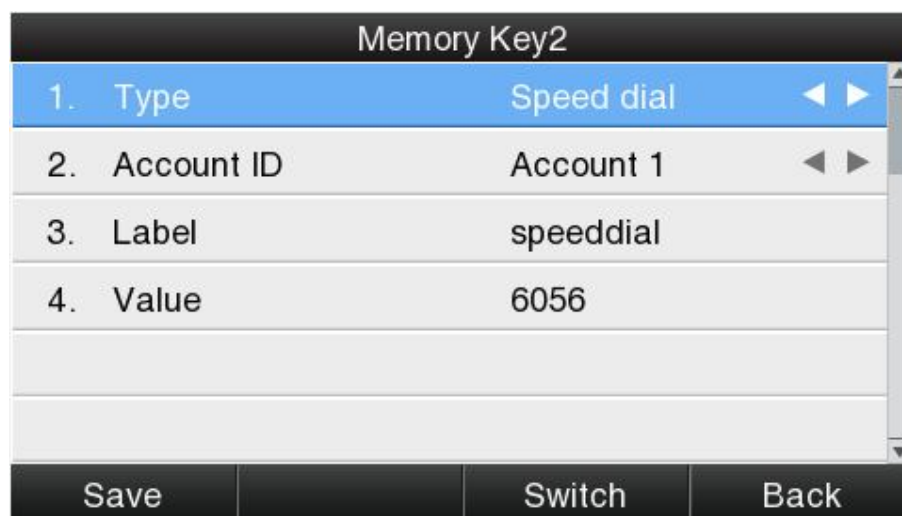 Memory Key2
1. Type Speed dial
2. Account ID Account 1
3. Label speeddial
4. Value 6056
Save Switch Back